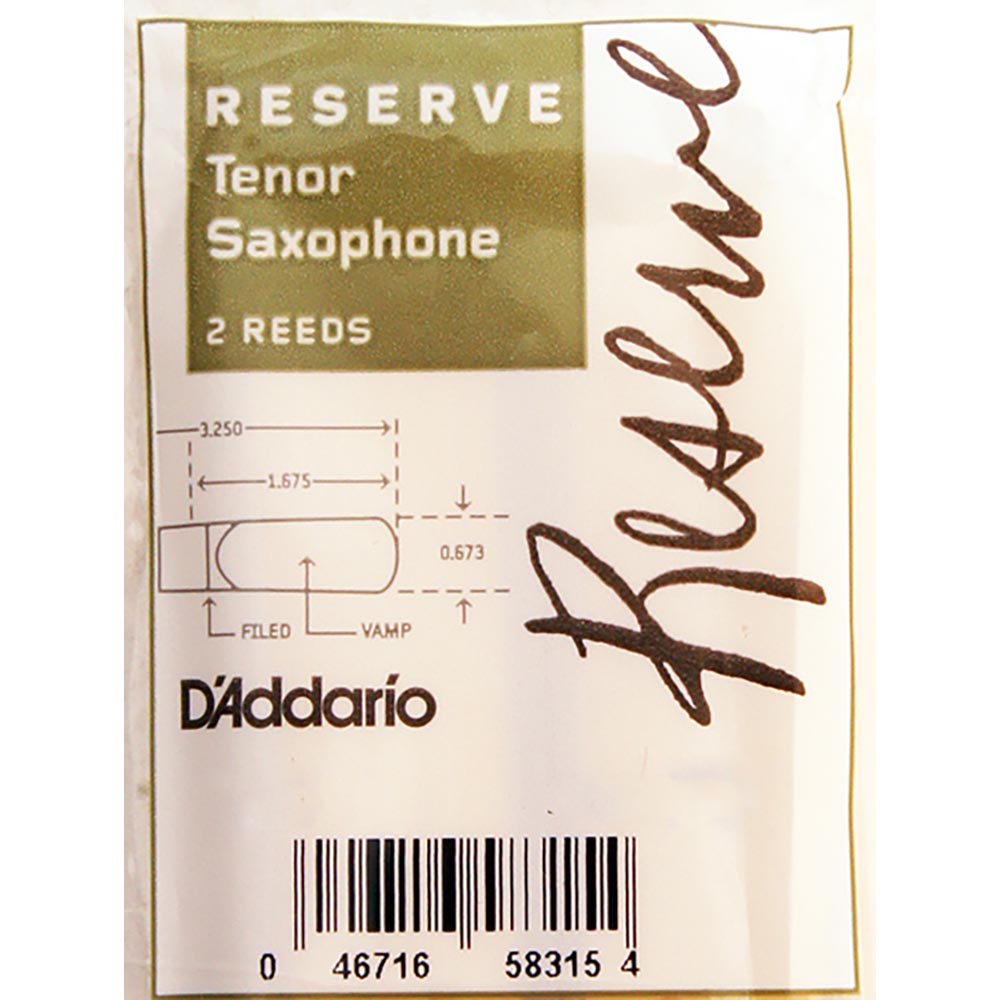 RESERVE
Tenor
Saxophone
2 REEDS
Reserve
3.250
1.675
0.673
FILED
VAMP
D'Addario
0 46716 58315 4